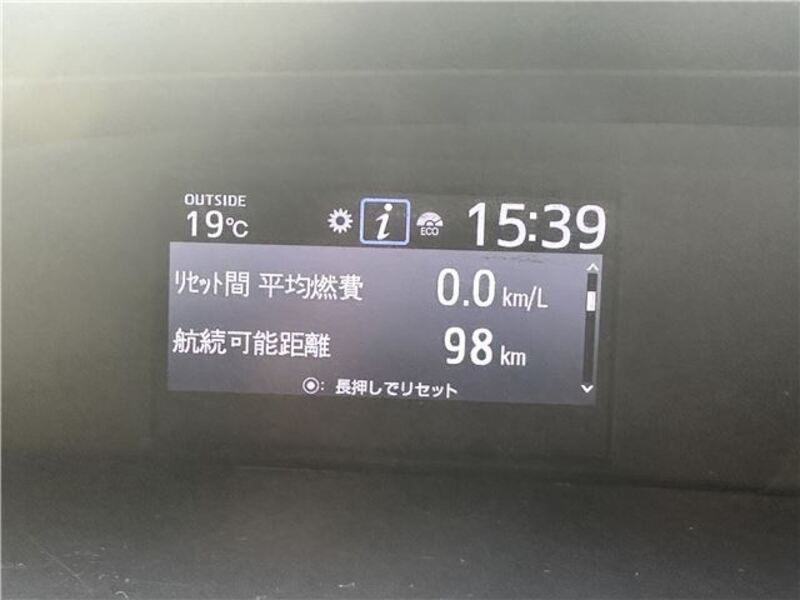 OUTSIDE
19℃ i ECO 15:39
ﾘｾｯﾄ間 平均燃費 0.0 km/L
航続可能距離 98 km
◉: 長押しでリセット